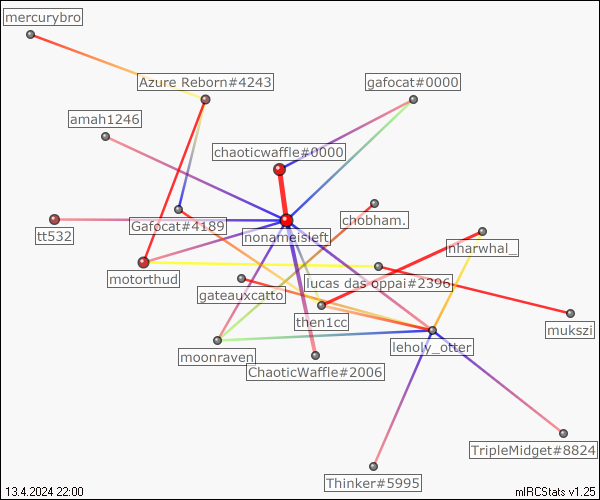 mercurybro
Azure Reborn#4243
gafocat#0000
amah1246
chaoticwaffle#0000
chobham.
Gafocat#4189
tt532
nonameisleft
nharwhal_
motorthud
lucas das oppai#2396
gateauxcatto
then1cc
mukszi
leholy_otter
moonraven
ChaoticWaffle#2006
TripleMidget#8824
Thinker#5995
13.4.2024 22:00
mIRCStats v1.25